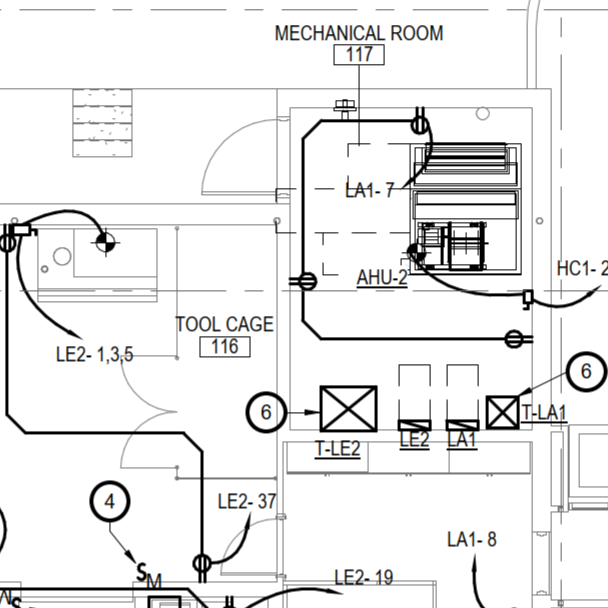 MECHANICAL ROOM
117
LA1- 7
AHU-2
HC1- 2
TOOL CAGE
116
LE2- 1,3,5
6
6
T-LE2
LE2
LA1
T-LA1
4
LE2- 37
LA1- 8
SM
LE2- 19